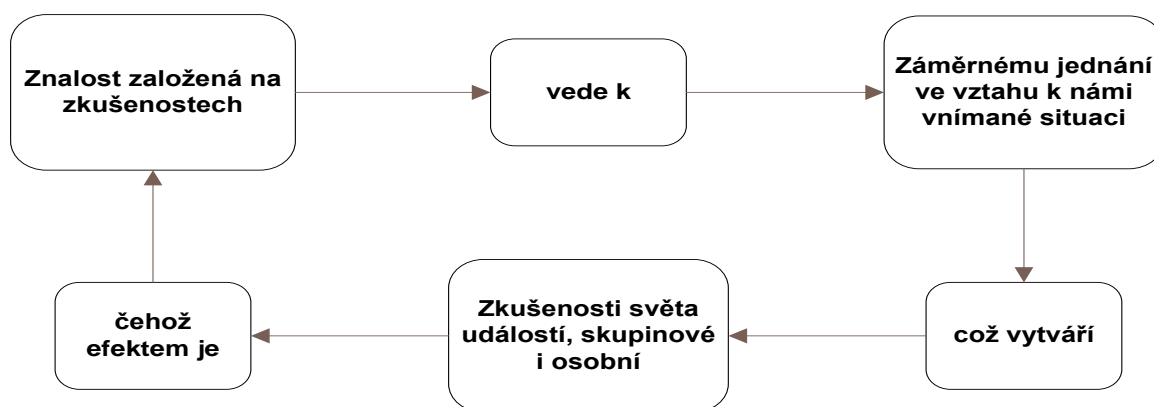 Znalost založená na
zkušenostech
vede k
Záměrnému jednání
ve vztahu k námi
vnímané situaci
což vytváří
Zkušenosti světa
událostí, skupinové
i osobní
čehož
efektem je